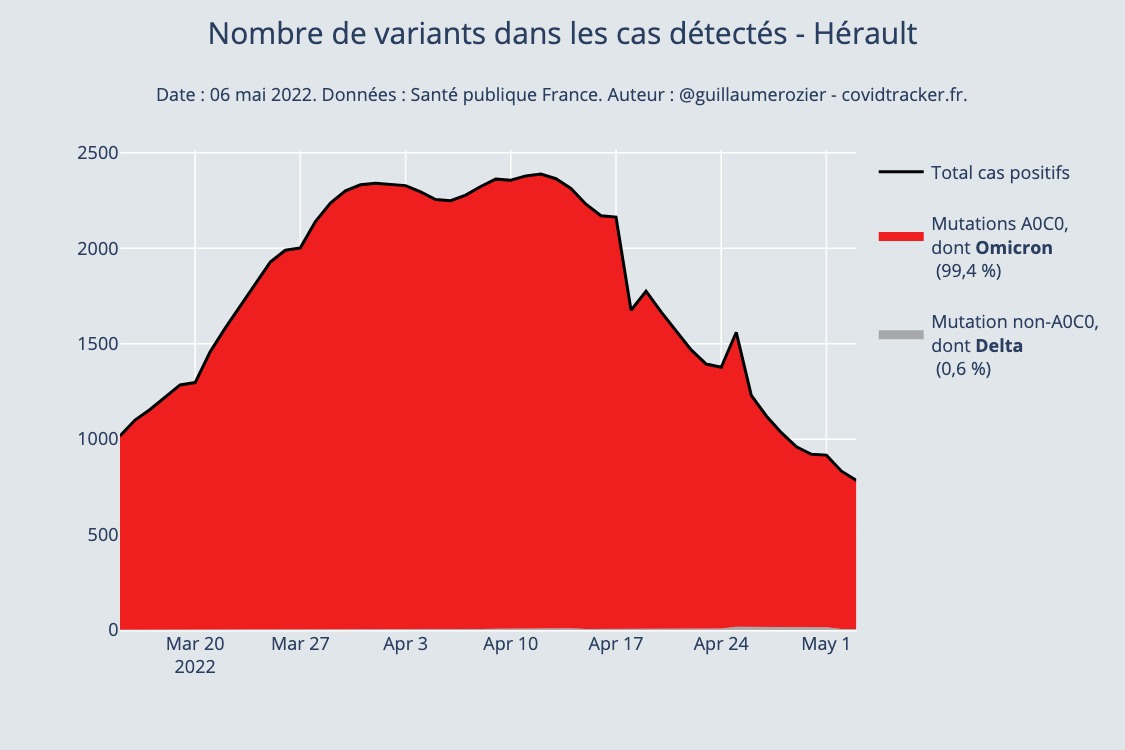 Nombre de variants dans les cas détectés - Hérault
Date : 06 mai 2022. Données : Santé publique France. Auteur : @guillaumerozier - covidtracker.fr.
2500
2000
1500
1000
500
0
Mar 20
2022
Mar 27
Apr 3
Apr 10
Apr 17
Apr 24
May 1
Total cas positifs
Mutations A0C0,
dont Omicron
(99,4 %)
Mutation non-A0C0,
dont Delta
(0,6 %)